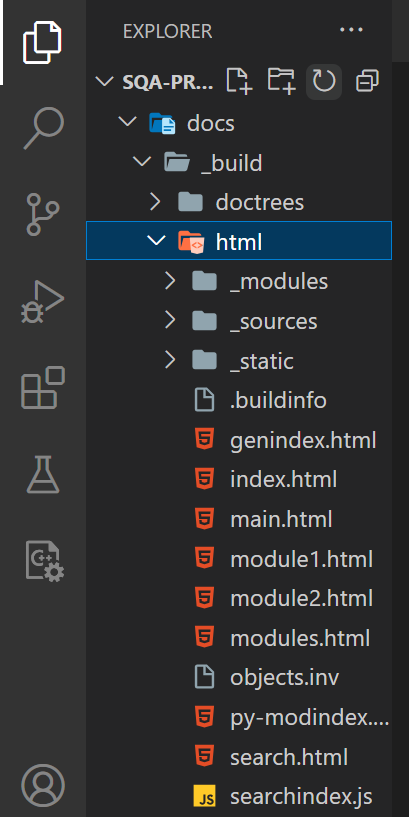 EXPLORER
SQA-PR...
docs
_build
doctrees
html
_modules
_sources
_static
.buildinfo
genindex.html
index.html
main.html
module1.html
module2.html
modules.html
objects.inv
py-modindex....
search.html
JS searchindex.js